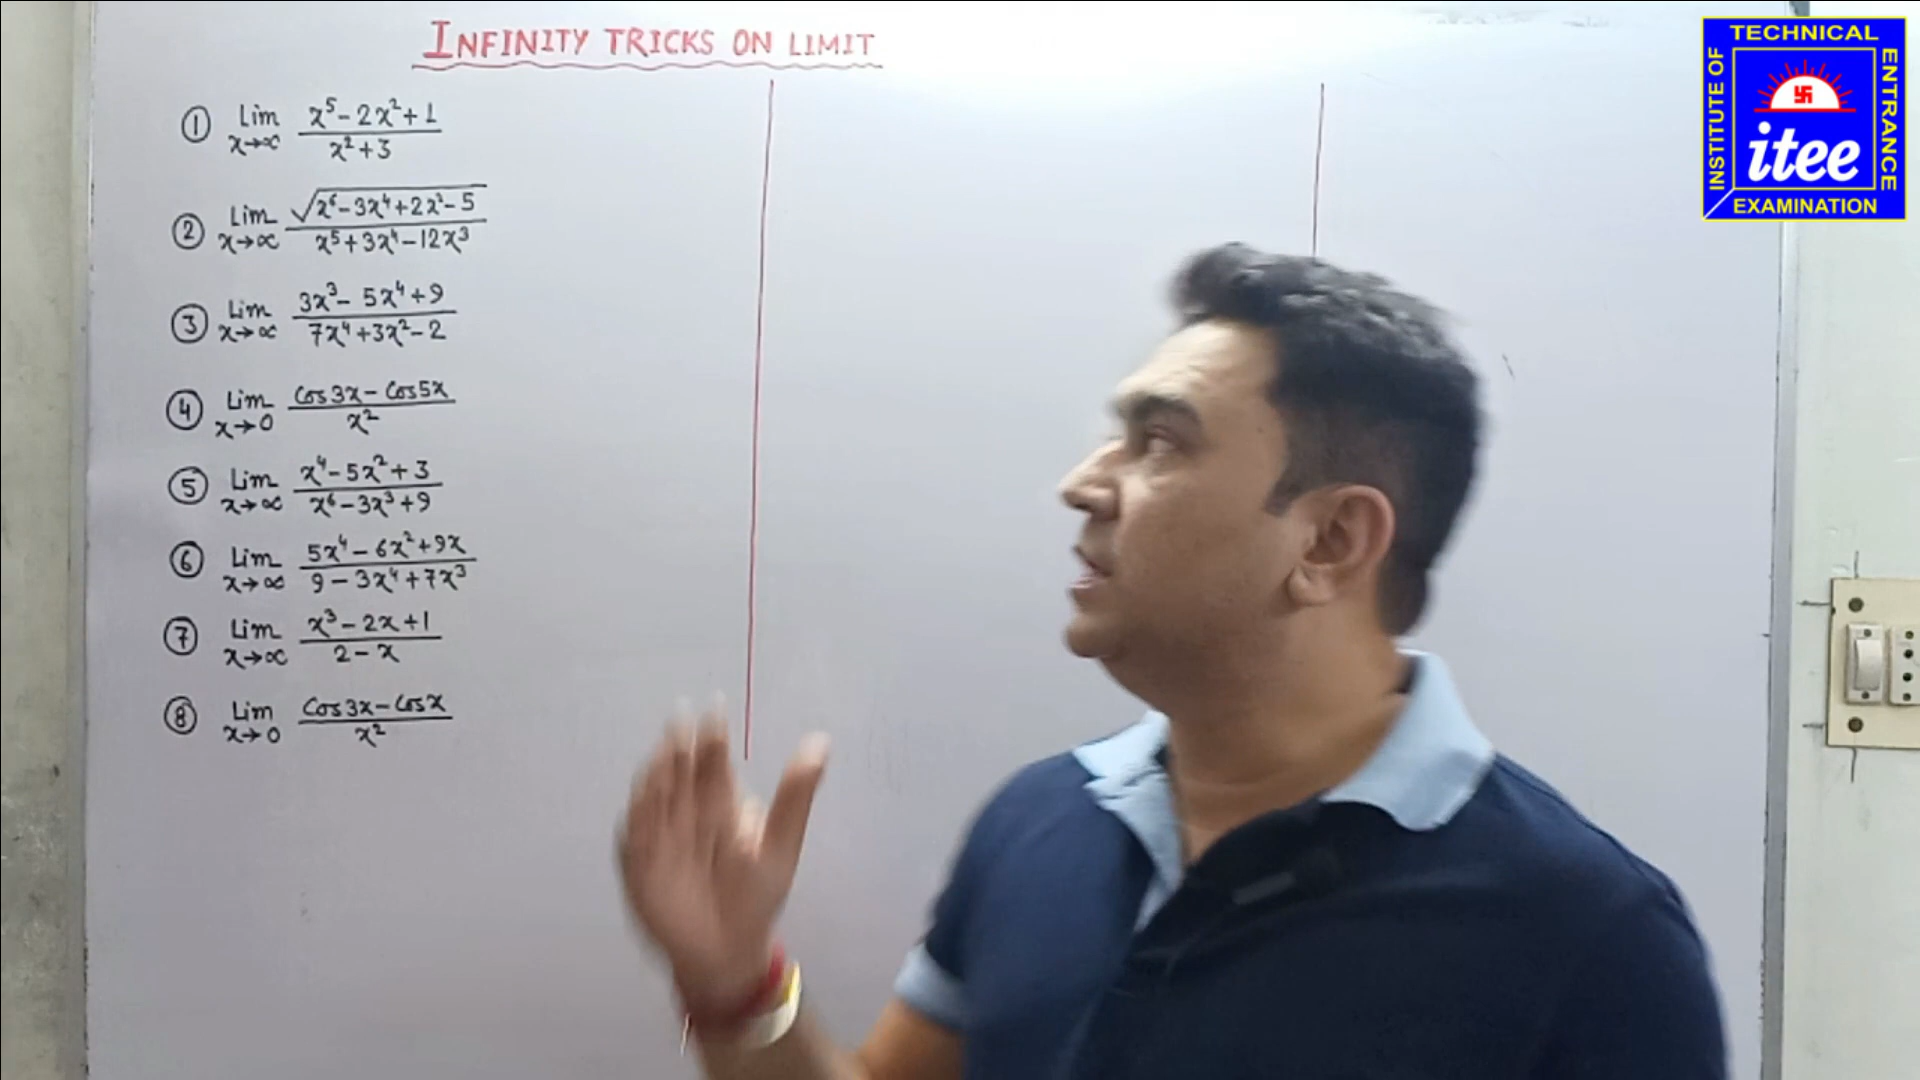 INFINITY TRICKS ON LIMIT
① Lim x→∞ (x⁵ - 2x² + 1)/(x² + 3)
② Lim x→∞ √(x⁶ - 3x⁴ + 2x² - 5)/(x⁵ + 3x⁴ - 12x³)
③ Lim x→∞ (3x³ - 5x⁴ + 9)/(7x⁴ + 3x² - 2)
④ Lim x→0 (Cos3x - Cos5x)/x²
⑤ Lim x→∞ (x⁴ - 5x² + 3)/(x⁶ - 3x³ + 9)
⑥ Lim x→∞ (5x⁴ - 6x² + 9x)/(9 - 3x⁴ + 7x³)
⑦ Lim x→∞ (x³ - 2x + 1)/(2 - x)
⑧ Lim x→0 (Cos3x - Cosx)/x²
INSTITUTE OF
TECHNICAL
ENTRANCE
EXAMINATION
itee